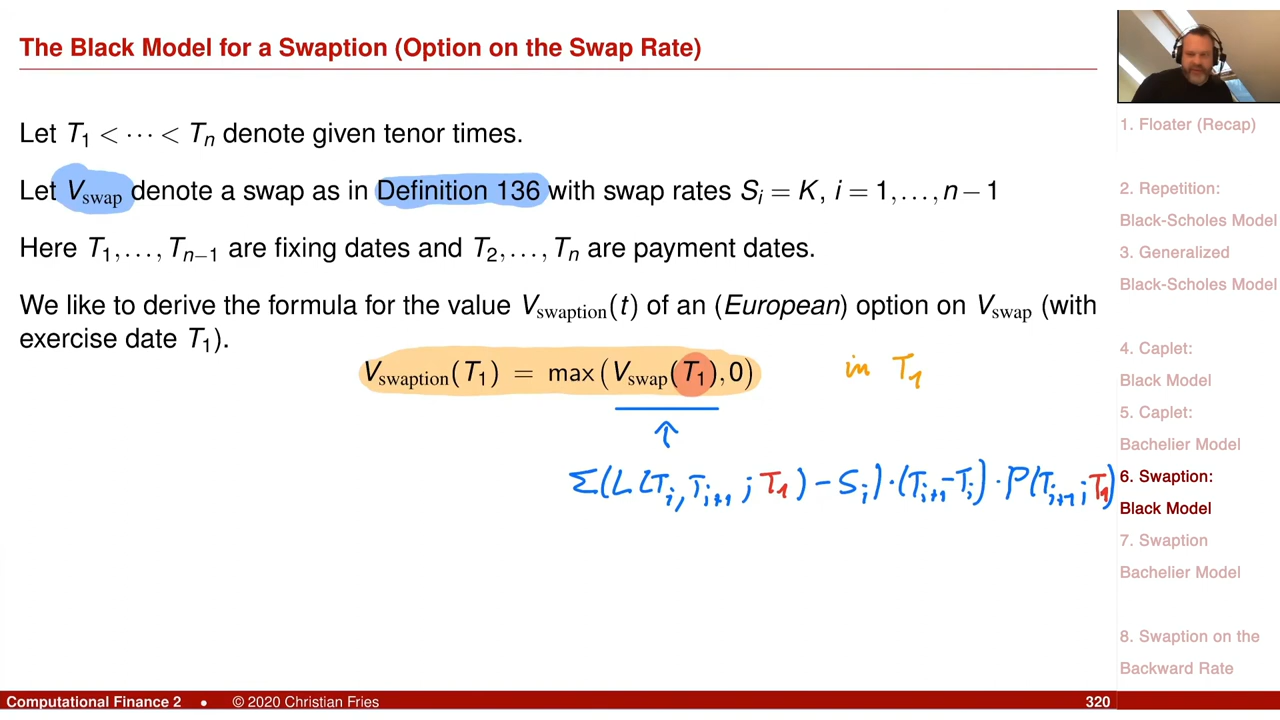 The Black Model for a Swaption (Option on the Swap Rate)
Let T₁ < ⋯ < Tₙ denote given tenor times.
Let V_swap denote a swap as in Definition 136 with swap rates Sᵢ = K, i = 1,…,n−1
Here T₁,…,Tₙ₋₁ are fixing dates and T₂,…,Tₙ are payment dates.
We like to derive the formula for the value V_swaption(t) of an (European) option on V_swap (with
exercise date T₁).
V_swaption(T₁) = max(V_swap(T₁),0) in T₁
↑
Σ(L(Tᵢ,Tᵢ₊₁;T₁) − Sᵢ)·(Tᵢ₊₁−Tᵢ)·P(Tᵢ₊₁;T₁)
1. Floater (Recap)
2. Repetition:
Black-Scholes Model
3. Generalized
Black-Scholes Model
4. Caplet:
Black Model
5. Caplet:
Bachelier Model
6. Swaption:
Black Model
7. Swaption
Bachelier Model
8. Swaption on the
Backward Rate
Computational Finance 2 • © 2020 Christian Fries 320